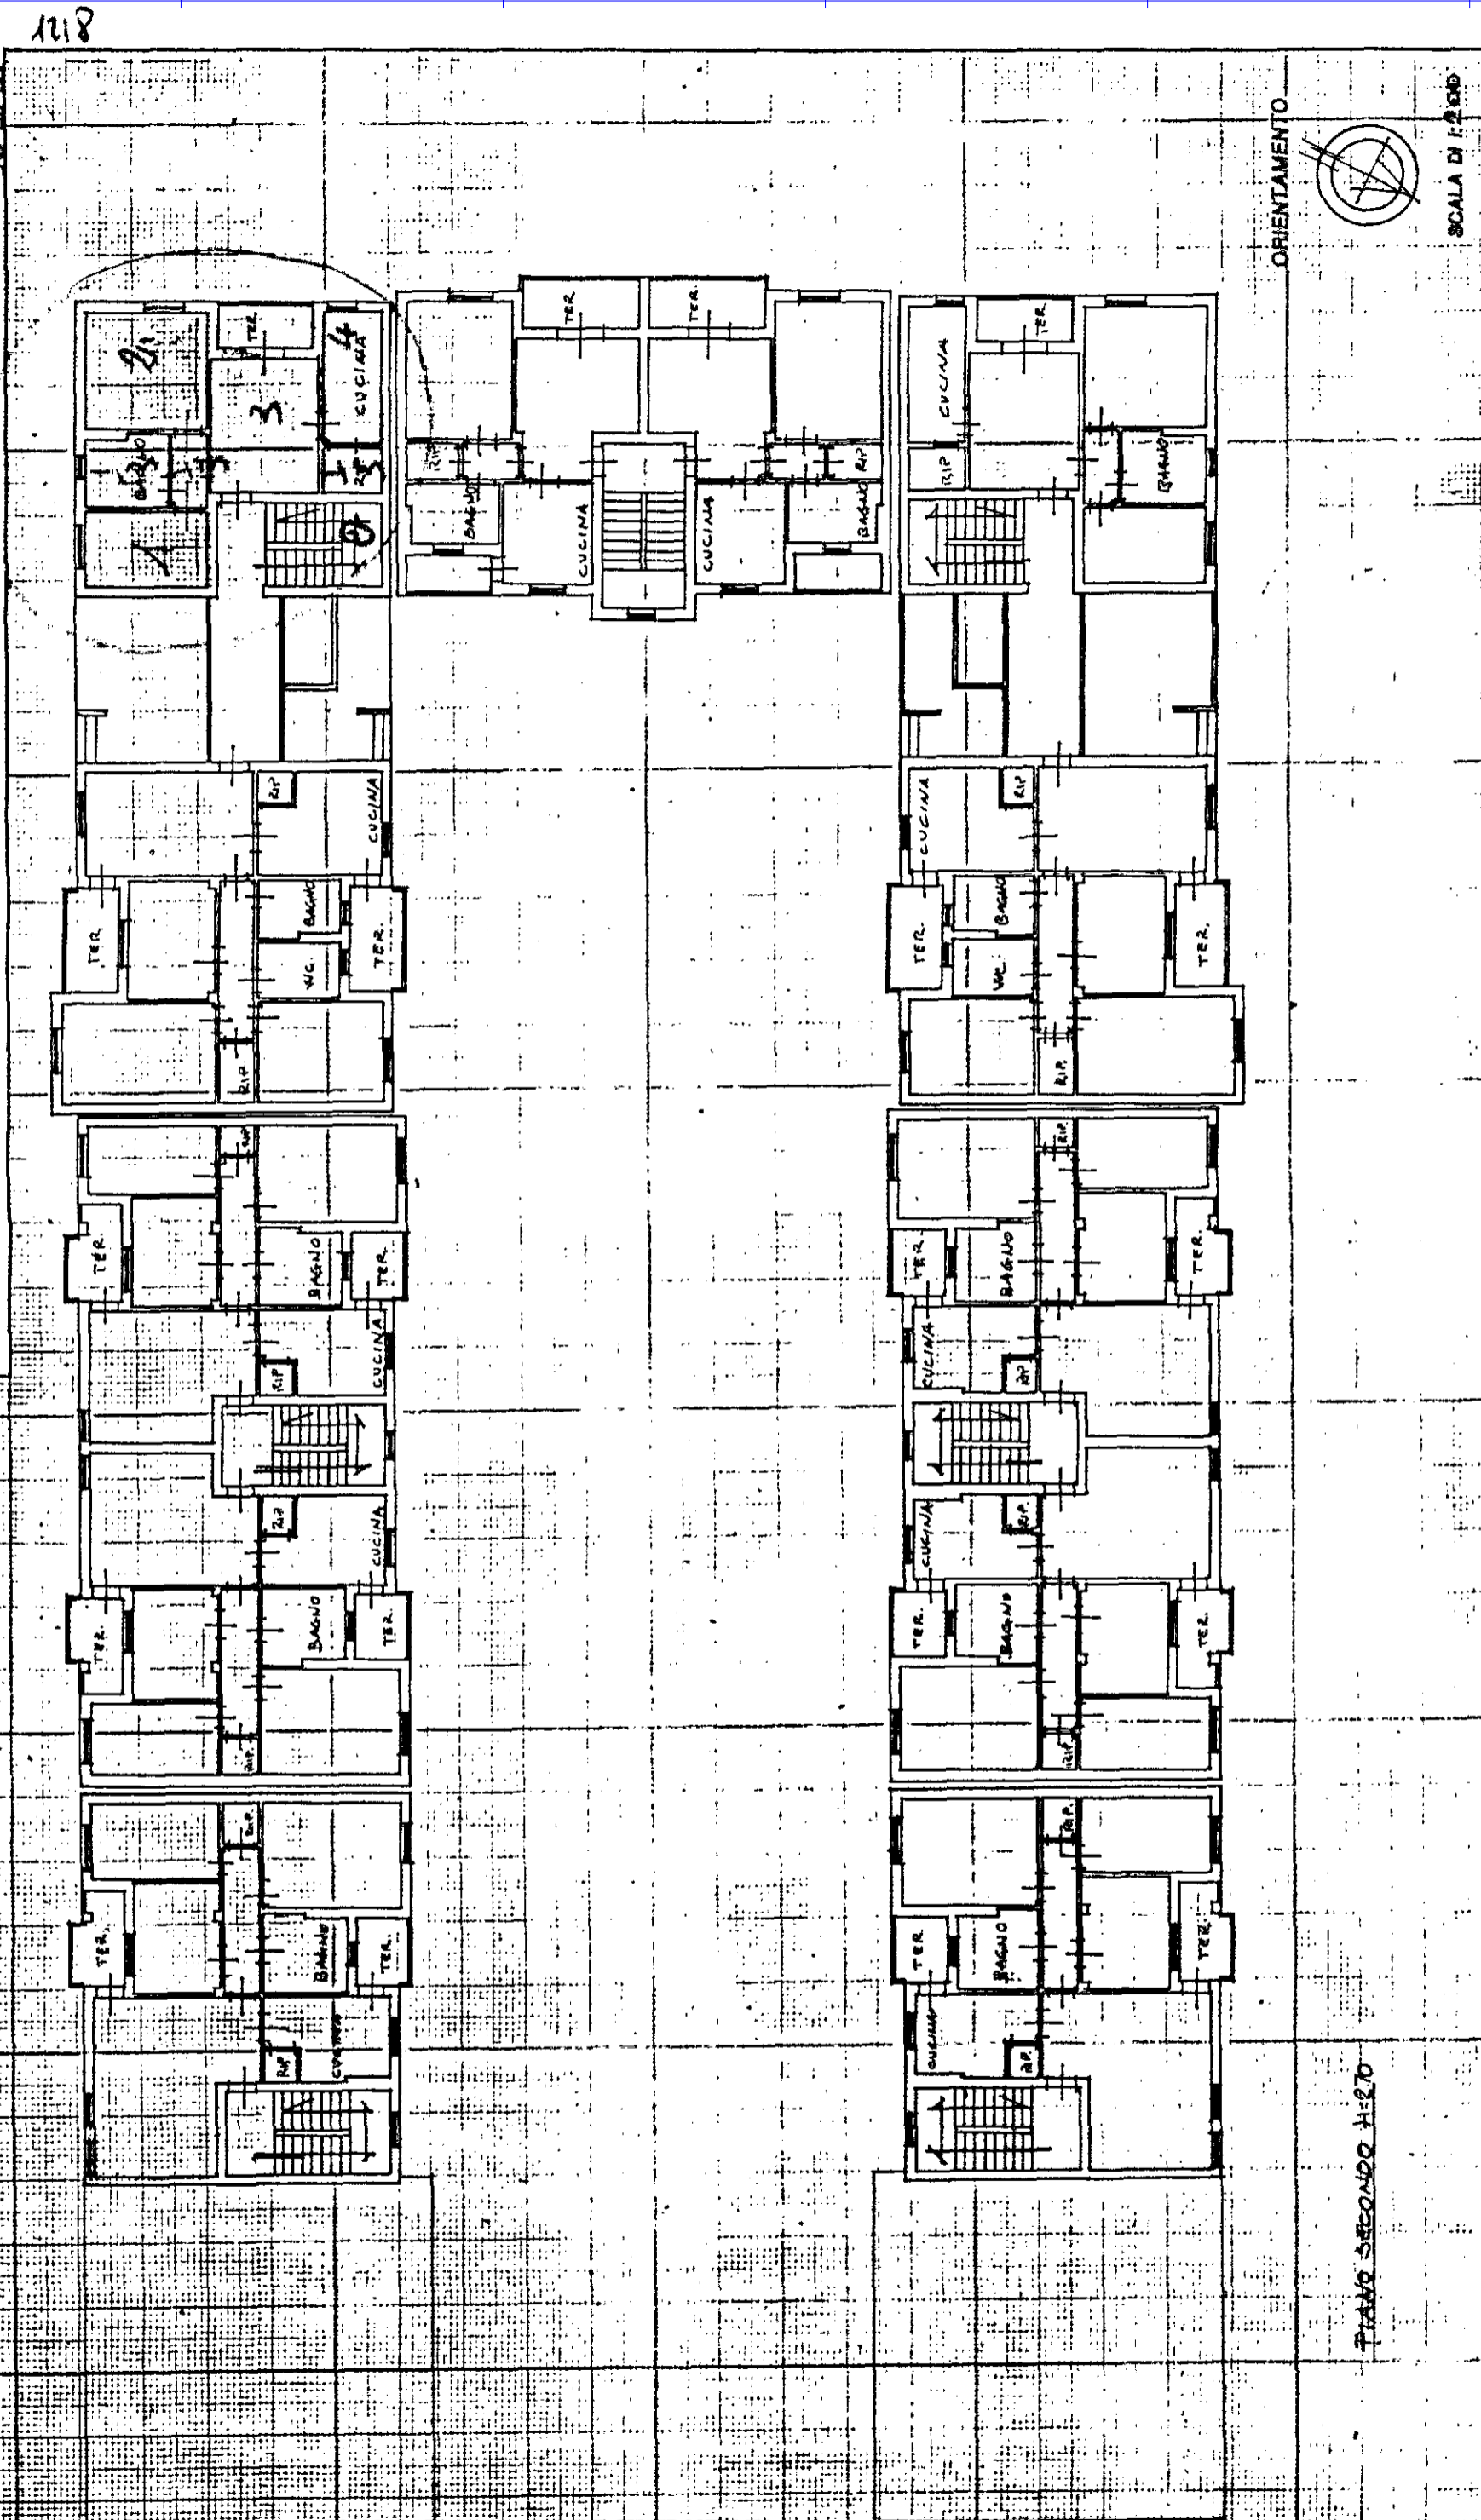 1218
ORIENTAMENTO
SCALA DI 1:200
2
TER.
4
CUCINA
3
BAGNO
RIP
1
TER
TER.
RIP
RIP
BAGNO
CUCINA
CUCINA
BAGNO
CUCINA
TER
RIP
BAGNO
RIP
CUCINA
BAGNO
TER.
TER.
WC.
RIP.
CUCINA
RIP
BAGNO
TER.
TER.
WC
RIP.
RIP
TER.
BAGNO
TER.
CUCINA
RIP
RIP.
TER.
BAGNO
TER.
CUCINA
RIP
RIP
CUCINA
TER.
BAGNO
TER.
RIP.
RIP.
CUCINA
TER.
BAGNO
TER.
RIP.
RIP.
TER.
BAGNO
TER.
RIP.
CUCINA
RIP.
TER
BAGNO
TER.
CUCINA
RIP.
PIANO SECONDO H=270